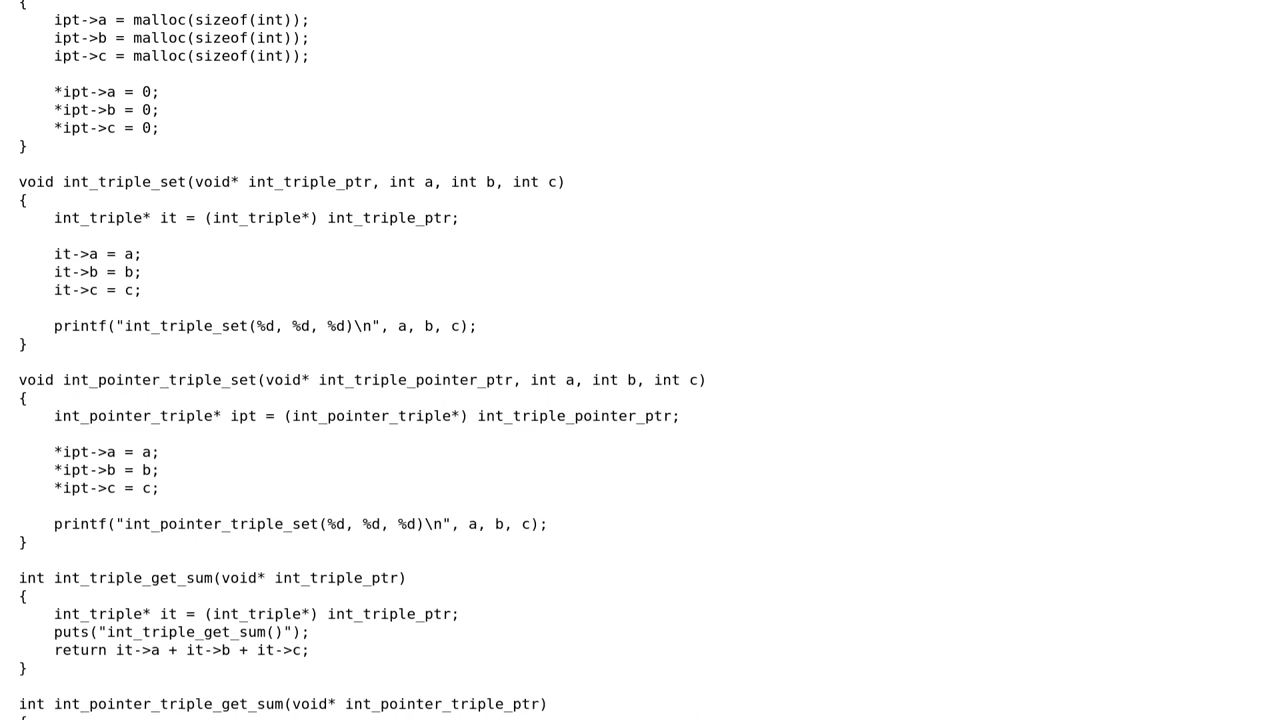 {
    ipt->a = malloc(sizeof(int));
    ipt->b = malloc(sizeof(int));
    ipt->c = malloc(sizeof(int));

    *ipt->a = 0;
    *ipt->b = 0;
    *ipt->c = 0;
}

void int_triple_set(void* int_triple_ptr, int a, int b, int c)
{
    int_triple* it = (int_triple*) int_triple_ptr;

    it->a = a;
    it->b = b;
    it->c = c;

    printf("int_triple_set(%d, %d, %d)\n", a, b, c);
}

void int_pointer_triple_set(void* int_triple_pointer_ptr, int a, int b, int c)
{
    int_pointer_triple* ipt = (int_pointer_triple*) int_triple_pointer_ptr;

    *ipt->a = a;
    *ipt->b = b;
    *ipt->c = c;

    printf("int_pointer_triple_set(%d, %d, %d)\n", a, b, c);
}

int int_triple_get_sum(void* int_triple_ptr)
{
    int_triple* it = (int_triple*) int_triple_ptr;
    puts("int_triple_get_sum()");
    return it->a + it->b + it->c;
}

int int_pointer_triple_get_sum(void* int_pointer_triple_ptr)
{